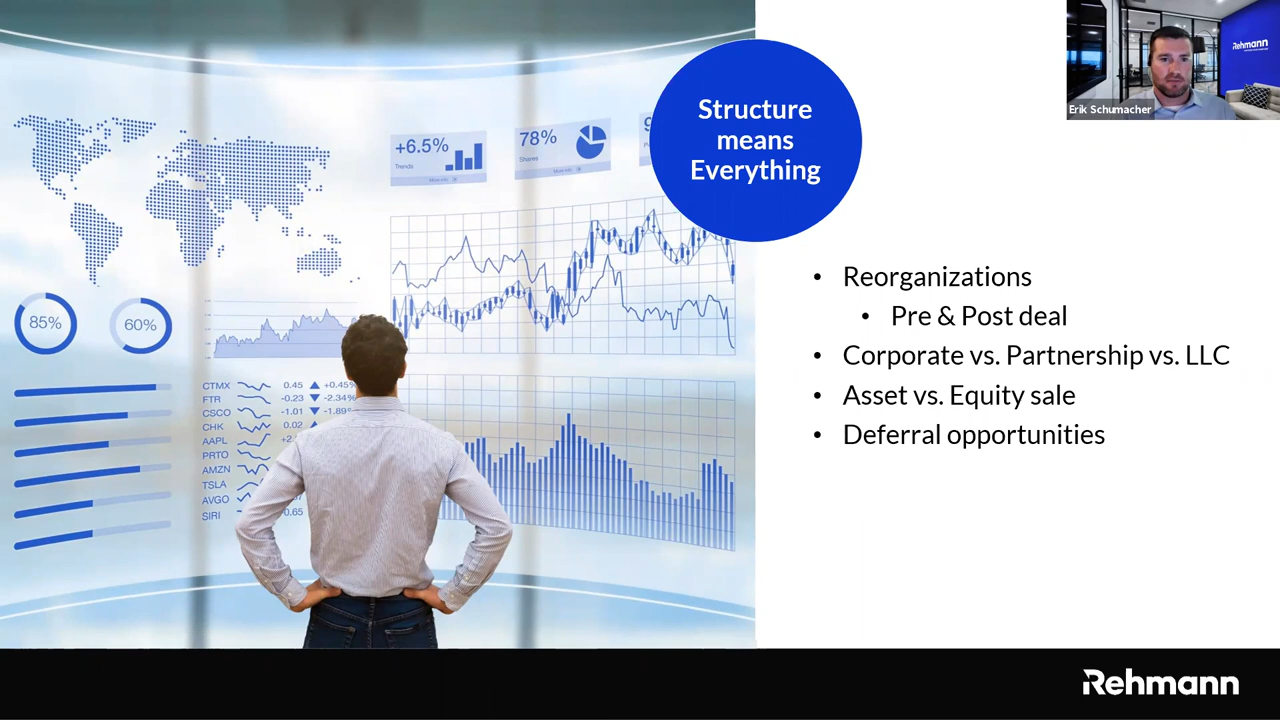 Structure
means
Everything
Rehmann
Erik Schumacher
• Reorganizations
• Pre & Post deal
• Corporate vs. Partnership vs. LLC
• Asset vs. Equity sale
• Deferral opportunities
+6.5%
Trends
78%
Shares
85%
60%
CTMX 0.45 ▲ +0.45%
FTR -0.23 ▼ -2.34%
CSCO -1.01 ▼ -1.89%
CHK 0.02
AAPL
PRTO
AMZN
TSLA
AVGO
SIRI 0.65
Rehmann